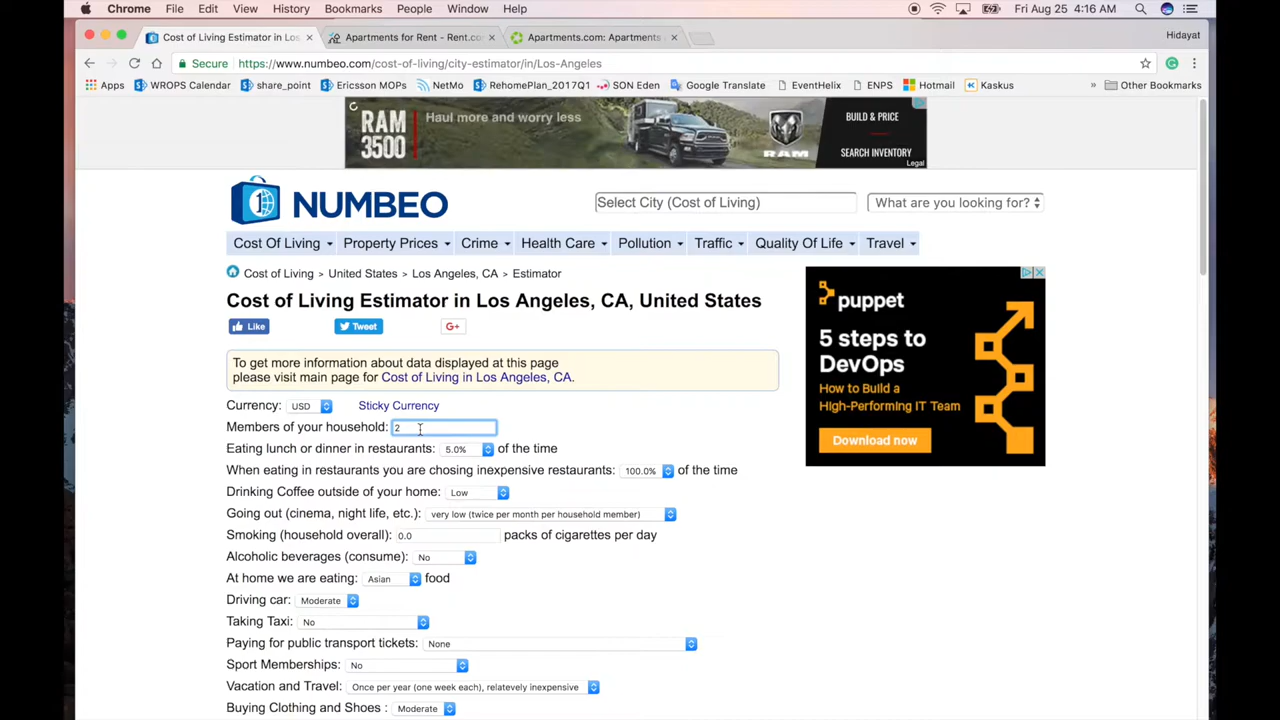 Chrome File Edit View History Bookmarks People Window Help Fri Aug 25 4:16 AM
Cost of Living Estimator in Los × Apartments for Rent - Rent.co × Apartments.com: Apartments × Hidayat
Secure https://www.numbeo.com/cost-of-living/city-estimator/in/Los-Angeles
Apps WROPS Calendar share_point Ericsson MOPs NetMo RehomePlan_2017Q1 SON Eden Google Translate EventHelix ENPS Hotmail Kaskus » Other Bookmarks
RAM
3500
Haul more and worry less
RAM
BUILD & PRICE
SEARCH INVENTORY
Legal
NUMBEO
Select City (Cost of Living) What are you looking for?
Cost Of Living Property Prices Crime Health Care Pollution Traffic Quality Of Life Travel
Cost of Living > United States > Los Angeles, CA > Estimator
Cost of Living Estimator in Los Angeles, CA, United States
Like Tweet G+
To get more information about data displayed at this page
please visit main page for Cost of Living in Los Angeles, CA.
Currency: USD Sticky Currency
Members of your household: 2
Eating lunch or dinner in restaurants: 5.0% of the time
When eating in restaurants you are chosing inexpensive restaurants: 100.0% of the time
Drinking Coffee outside of your home: Low
Going out (cinema, night life, etc.): very low (twice per month per household member)
Smoking (household overall): 0.0 packs of cigarettes per day
Alcoholic beverages (consume): No
At home we are eating: Asian food
Driving car: Moderate
Taking Taxi: No
Paying for public transport tickets: None
Sport Memberships: No
Vacation and Travel: Once per year (one week each), relatevely inexpensive
Buying Clothing and Shoes : Moderate
puppet
5 steps to
DevOps
How to Build a
High-Performing IT Team
Download now